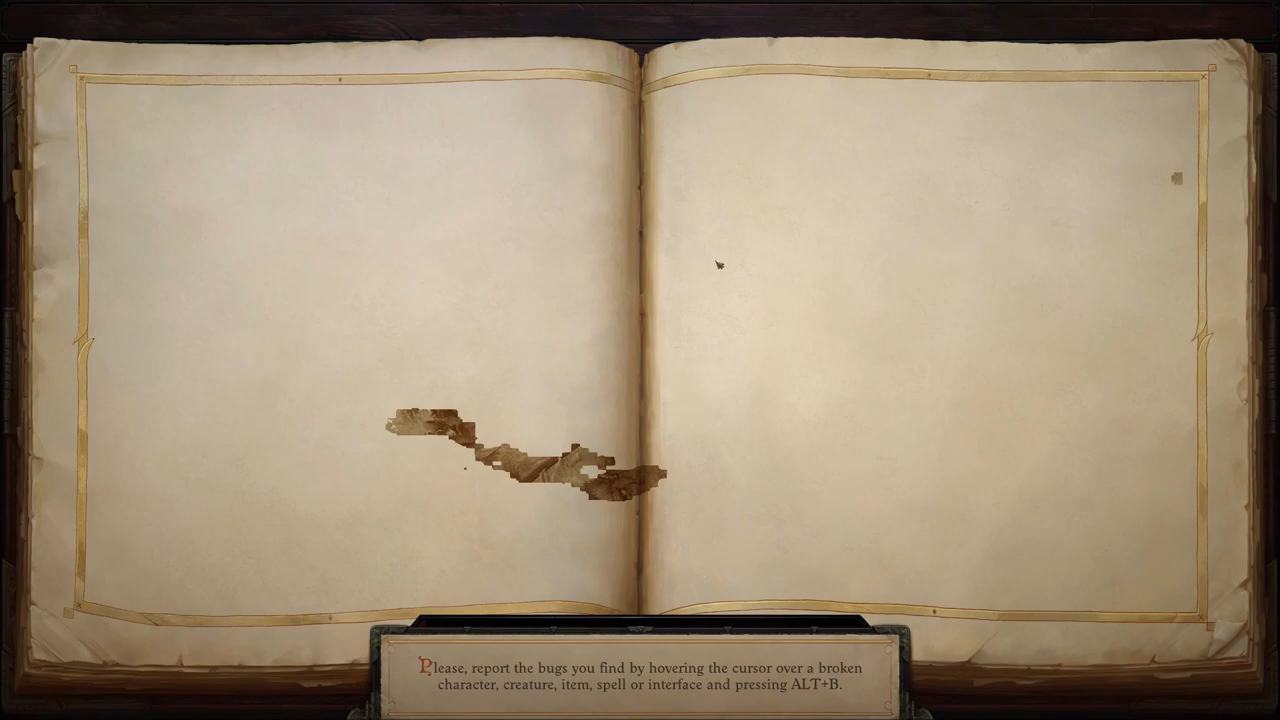 Please, report the bugs you find by hovering the cursor over a broken
character, creature, item, spell or interface and pressing ALT+B.